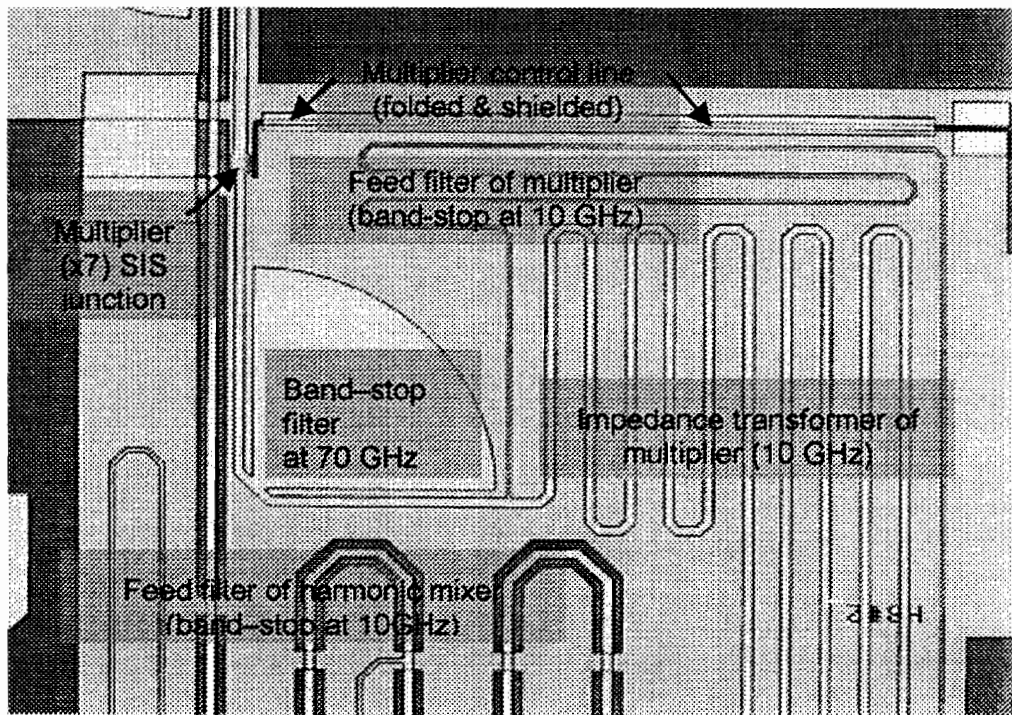 Multiplier control line
(folded & shielded)
Feed filter of multiplier
(band-stop at 10 GHz)
Multiplier
(x7) SIS
junction
Band–stop
filter
at 70 GHz
Impedance transformer of
multiplier (10 GHz)
Feed filter of harmonic mixer
(band–stop at 10GHz)